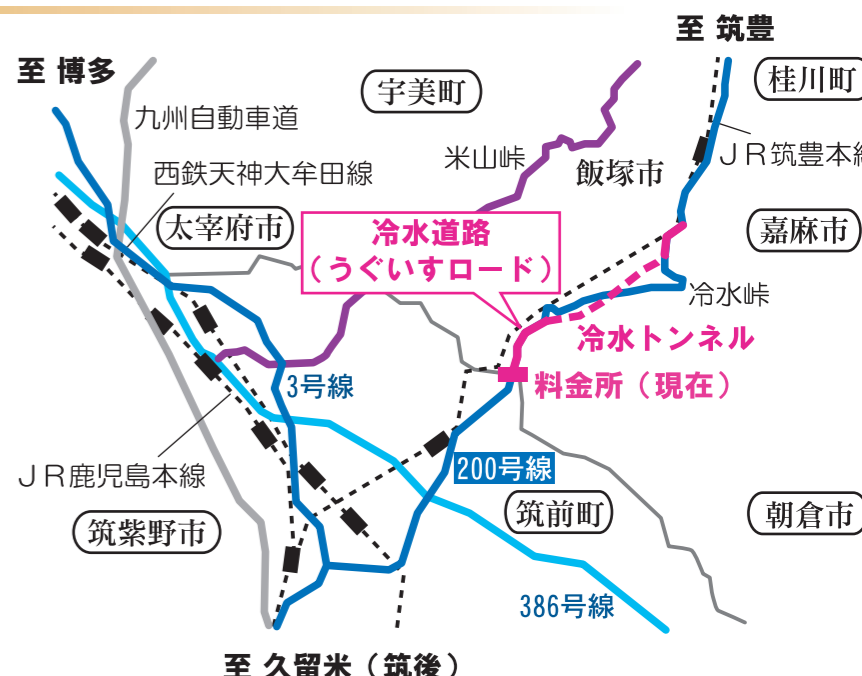 至 筑豊
至 博多
桂川町
宇美町
九州自動車道
JR筑豊本線
米山峠
西鉄天神大牟田線
飯塚市
太宰府市
嘉麻市
冷水道路
（うぐいすロード）
冷水峠
冷水トンネル
料金所（現在）
3号線
JR鹿児島本線
200号線
筑前町
朝倉市
筑紫野市
386号線
至 久留米（筑後）